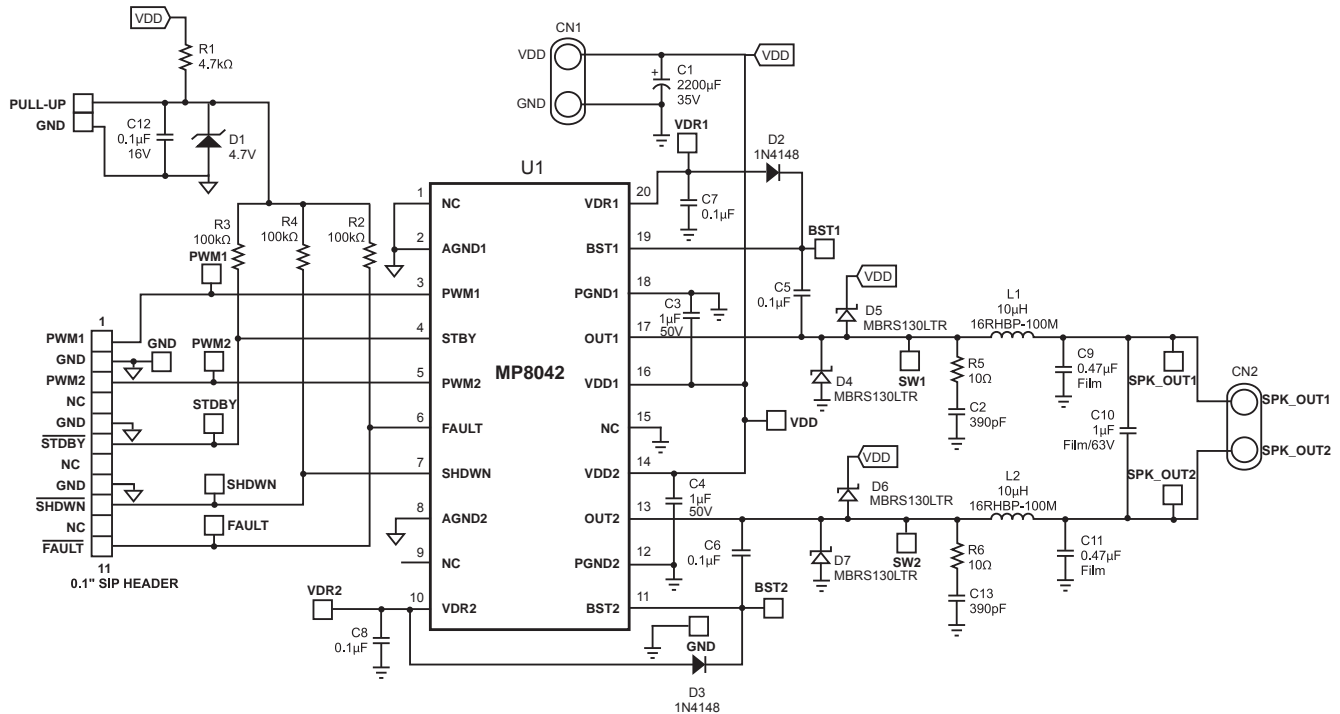 VDD
R1
4.7kΩ
PULL-UP
GND
C12
0.1µF
16V
D1
4.7V
CN1
VDD
GND
C1
2200µF
35V
VDD
VDR1
D2
1N4148
C7
0.1µF
U1
MP8042
1
NC
2
AGND1
3
PWM1
4
STBY
5
PWM2
6
FAULT
7
SHDWN
8
AGND2
9
NC
10
VDR2
20
VDR1
19
BST1
18
PGND1
17
OUT1
16
VDD1
15
NC
14
VDD2
13
OUT2
12
PGND2
11
BST2
R3
100kΩ
R4
100kΩ
R2
100kΩ
PWM1
GND
PWM2
STDBY
SHDWN
FAULT
1
PWM1
GND
PWM2
NC
GND
STDBY
NC
GND
SHDWN
NC
FAULT
11
0.1" SIP HEADER
VDR2
C8
0.1µF
BST1
C5
0.1µF
C3
1µF
50V
VDD
D5
MBRS130LTR
D4
MBRS130LTR
SW1
R5
10Ω
C2
390pF
L1
10µH
16RHBP-100M
C9
0.47µF
Film
SPK_OUT1
C10
1µF
Film/63V
CN2
SPK_OUT1
SPK_OUT2
SPK_OUT2
VDD
C4
1µF
50V
VDD
D6
MBRS130LTR
D7
MBRS130LTR
SW2
R6
10Ω
C13
390pF
L2
10µH
16RHBP-100M
C11
0.47µF
Film
C6
0.1µF
BST2
GND
D3
1N4148